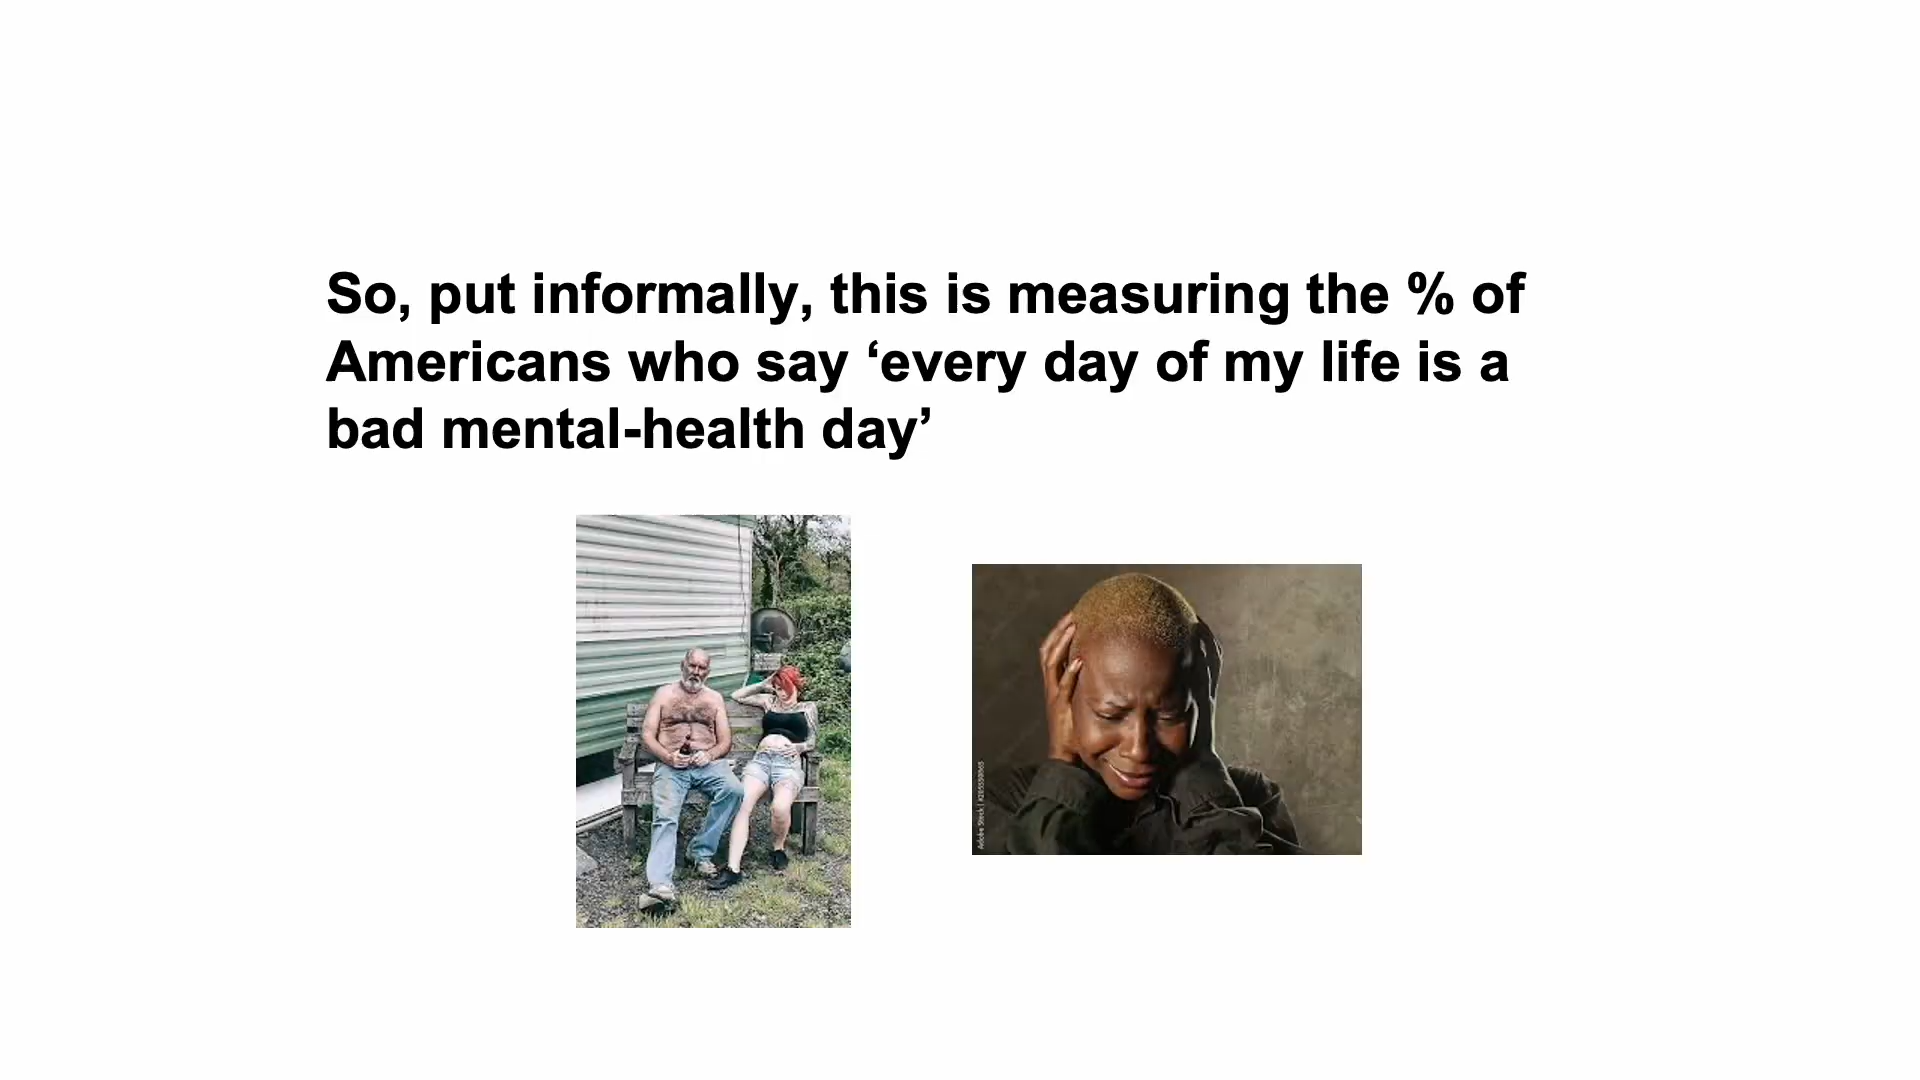 So, put informally, this is measuring the % of
Americans who say ‘every day of my life is a
bad mental-health day’